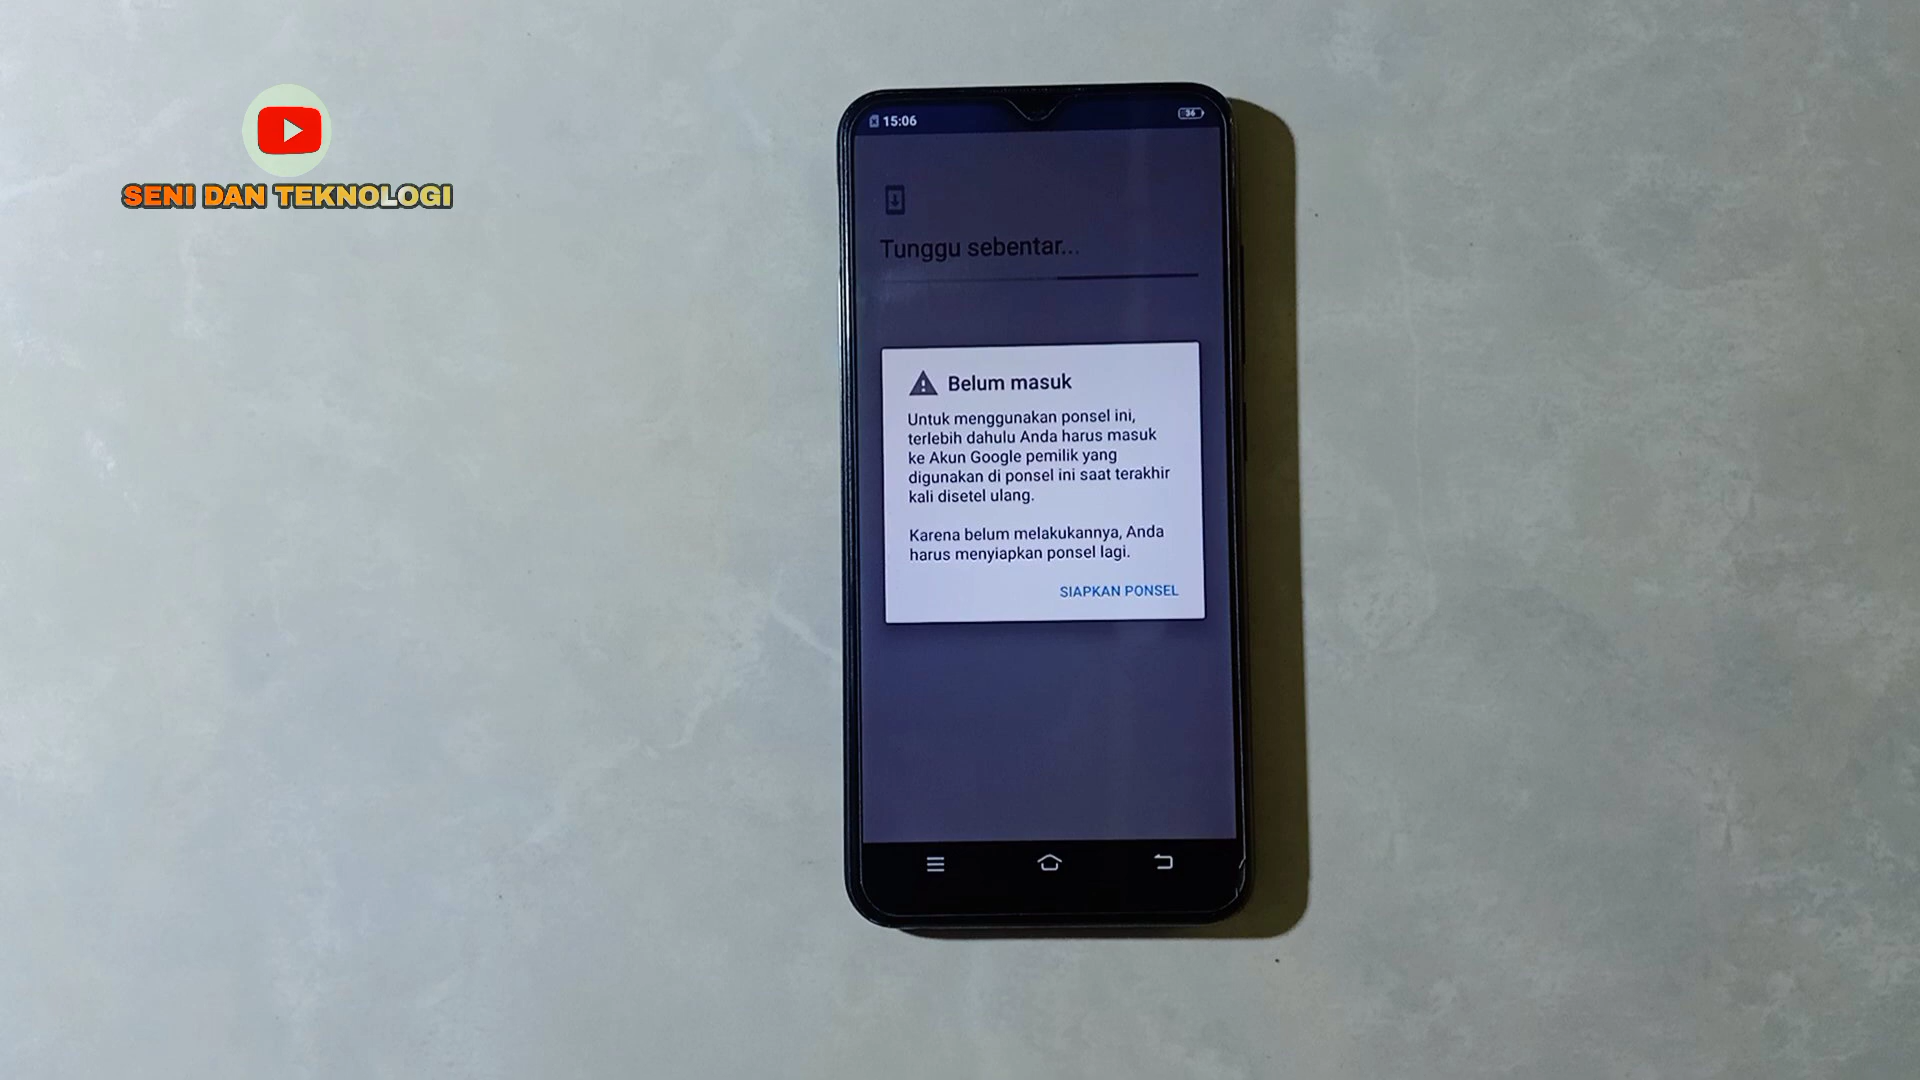 SENI DAN TEKNOLOGI
15:06
36
Tunggu sebentar...
Belum masuk
Untuk menggunakan ponsel ini,
terlebih dahulu Anda harus masuk
ke Akun Google pemilik yang
digunakan di ponsel ini saat terakhir
kali disetel ulang.
Karena belum melakukannya, Anda
harus menyiapkan ponsel lagi.
SIAPKAN PONSEL